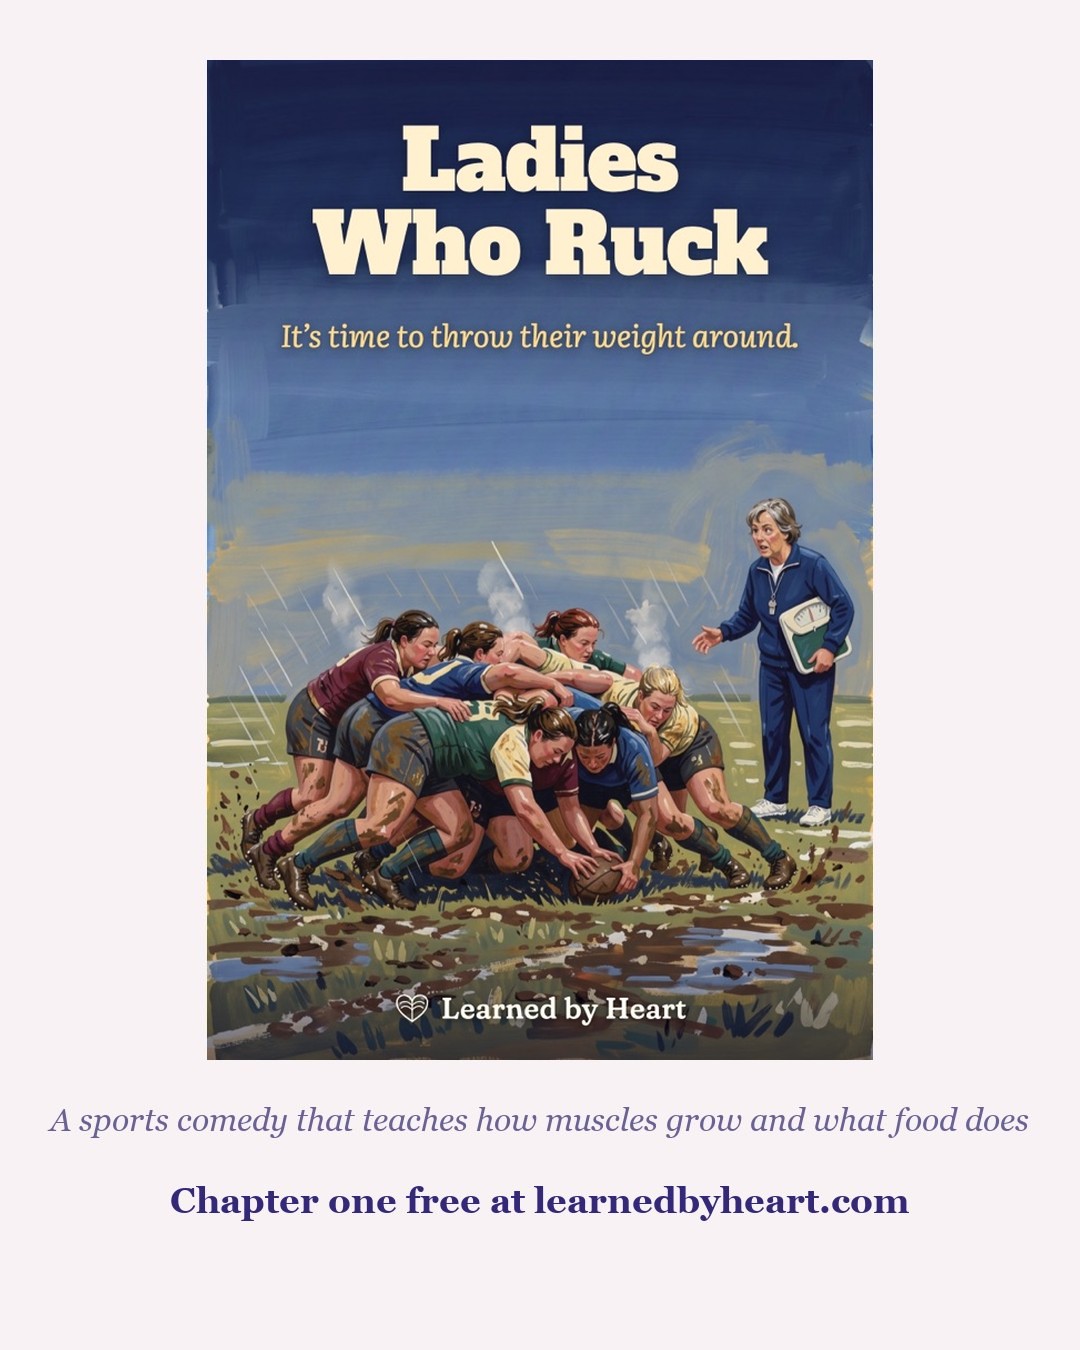 Ladies
Who Ruck
It’s time to throw their weight around.
Learned by Heart
A sports comedy that teaches how muscles grow and what food does
Chapter one free at learnedbyheart.com